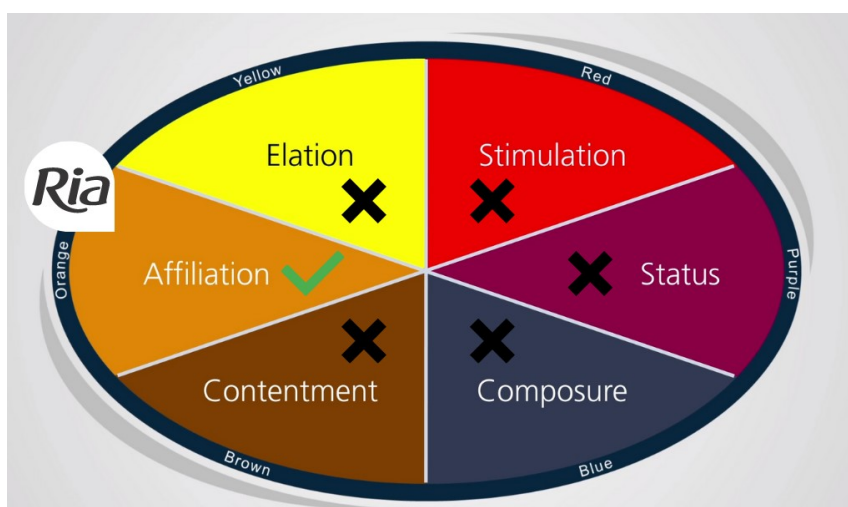 Yellow
Red
Elation
Stimulation
Ria
Orange
Affiliation
Status
Purple
Contentment
Composure
Brown
Blue